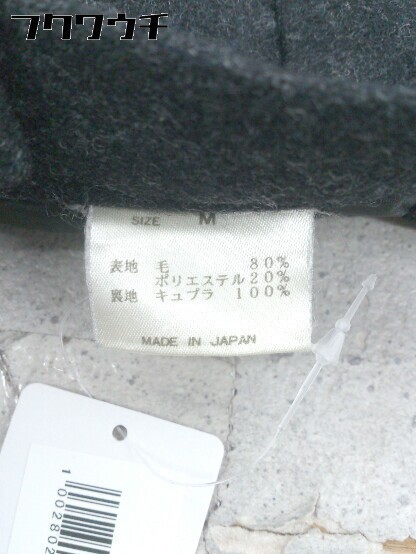 フクワウチ
SIZE M
表地 毛 80%
ポリエステル 20%
裏地 キュプラ 100%
MADE IN JAPAN
1002802